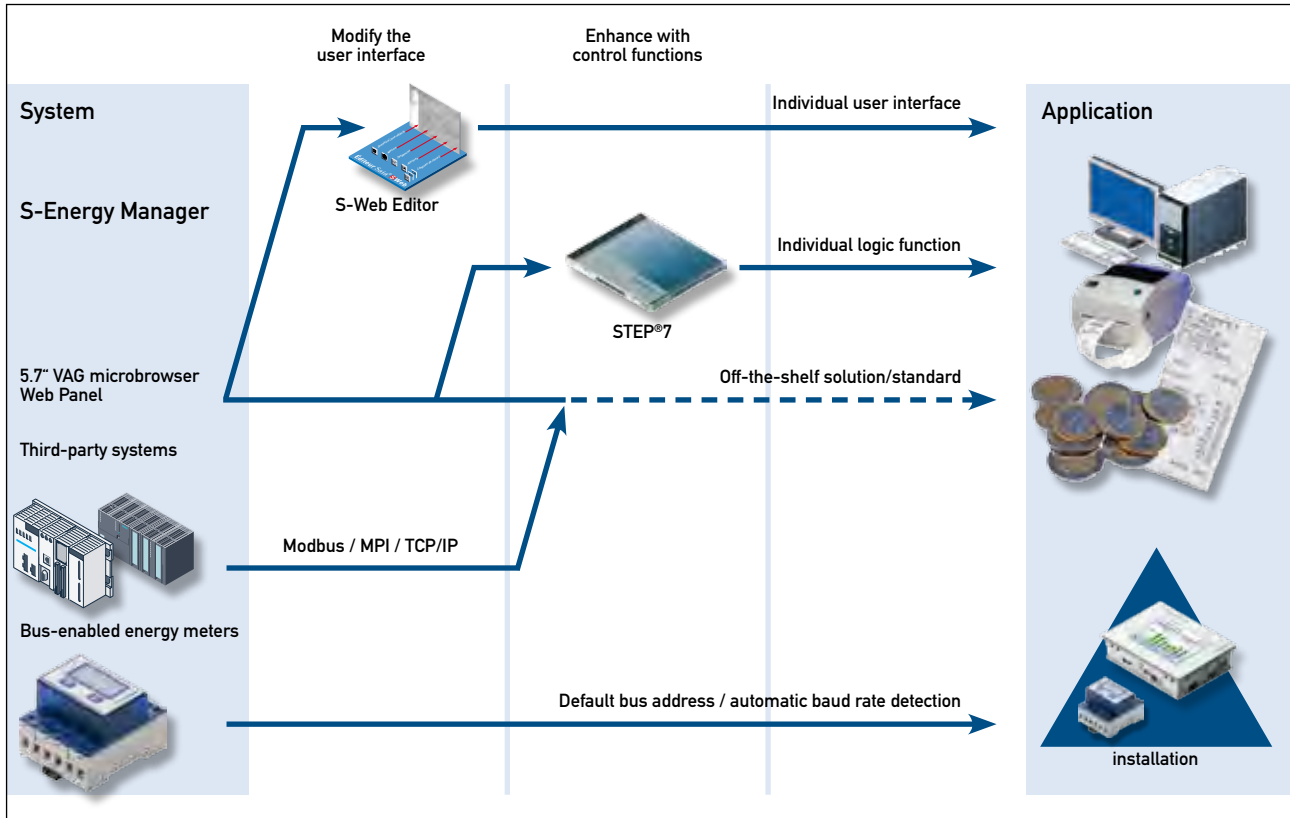 Modify the
user interface
Enhance with
control functions
System
Individual user interface
Application
S-Web Editor
S-Energy Manager
Individual logic function
STEP®7
5.7“ VAG microbrowser
Web Panel
Off-the-shelf solution/standard
Third-party systems
Modbus / MPI / TCP/IP
Bus-enabled energy meters
Default bus address / automatic baud rate detection
installation